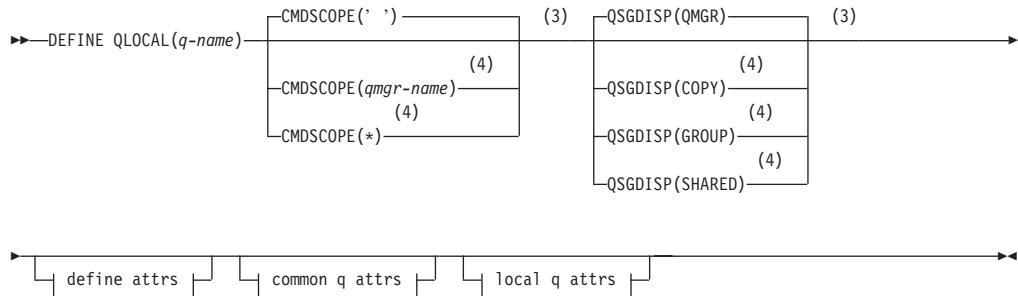 CMDSCOPE(' ') (3) QSGDISP(QMGR) (3)
DEFINE QLOCAL(q-name)
(4) (4)
CMDSCOPE(qmgr-name) QSGDISP(COPY)
(4) (4)
CMDSCOPE(*) QSGDISP(GROUP)
(4)
QSGDISP(SHARED)
define attrs common q attrs local q attrs